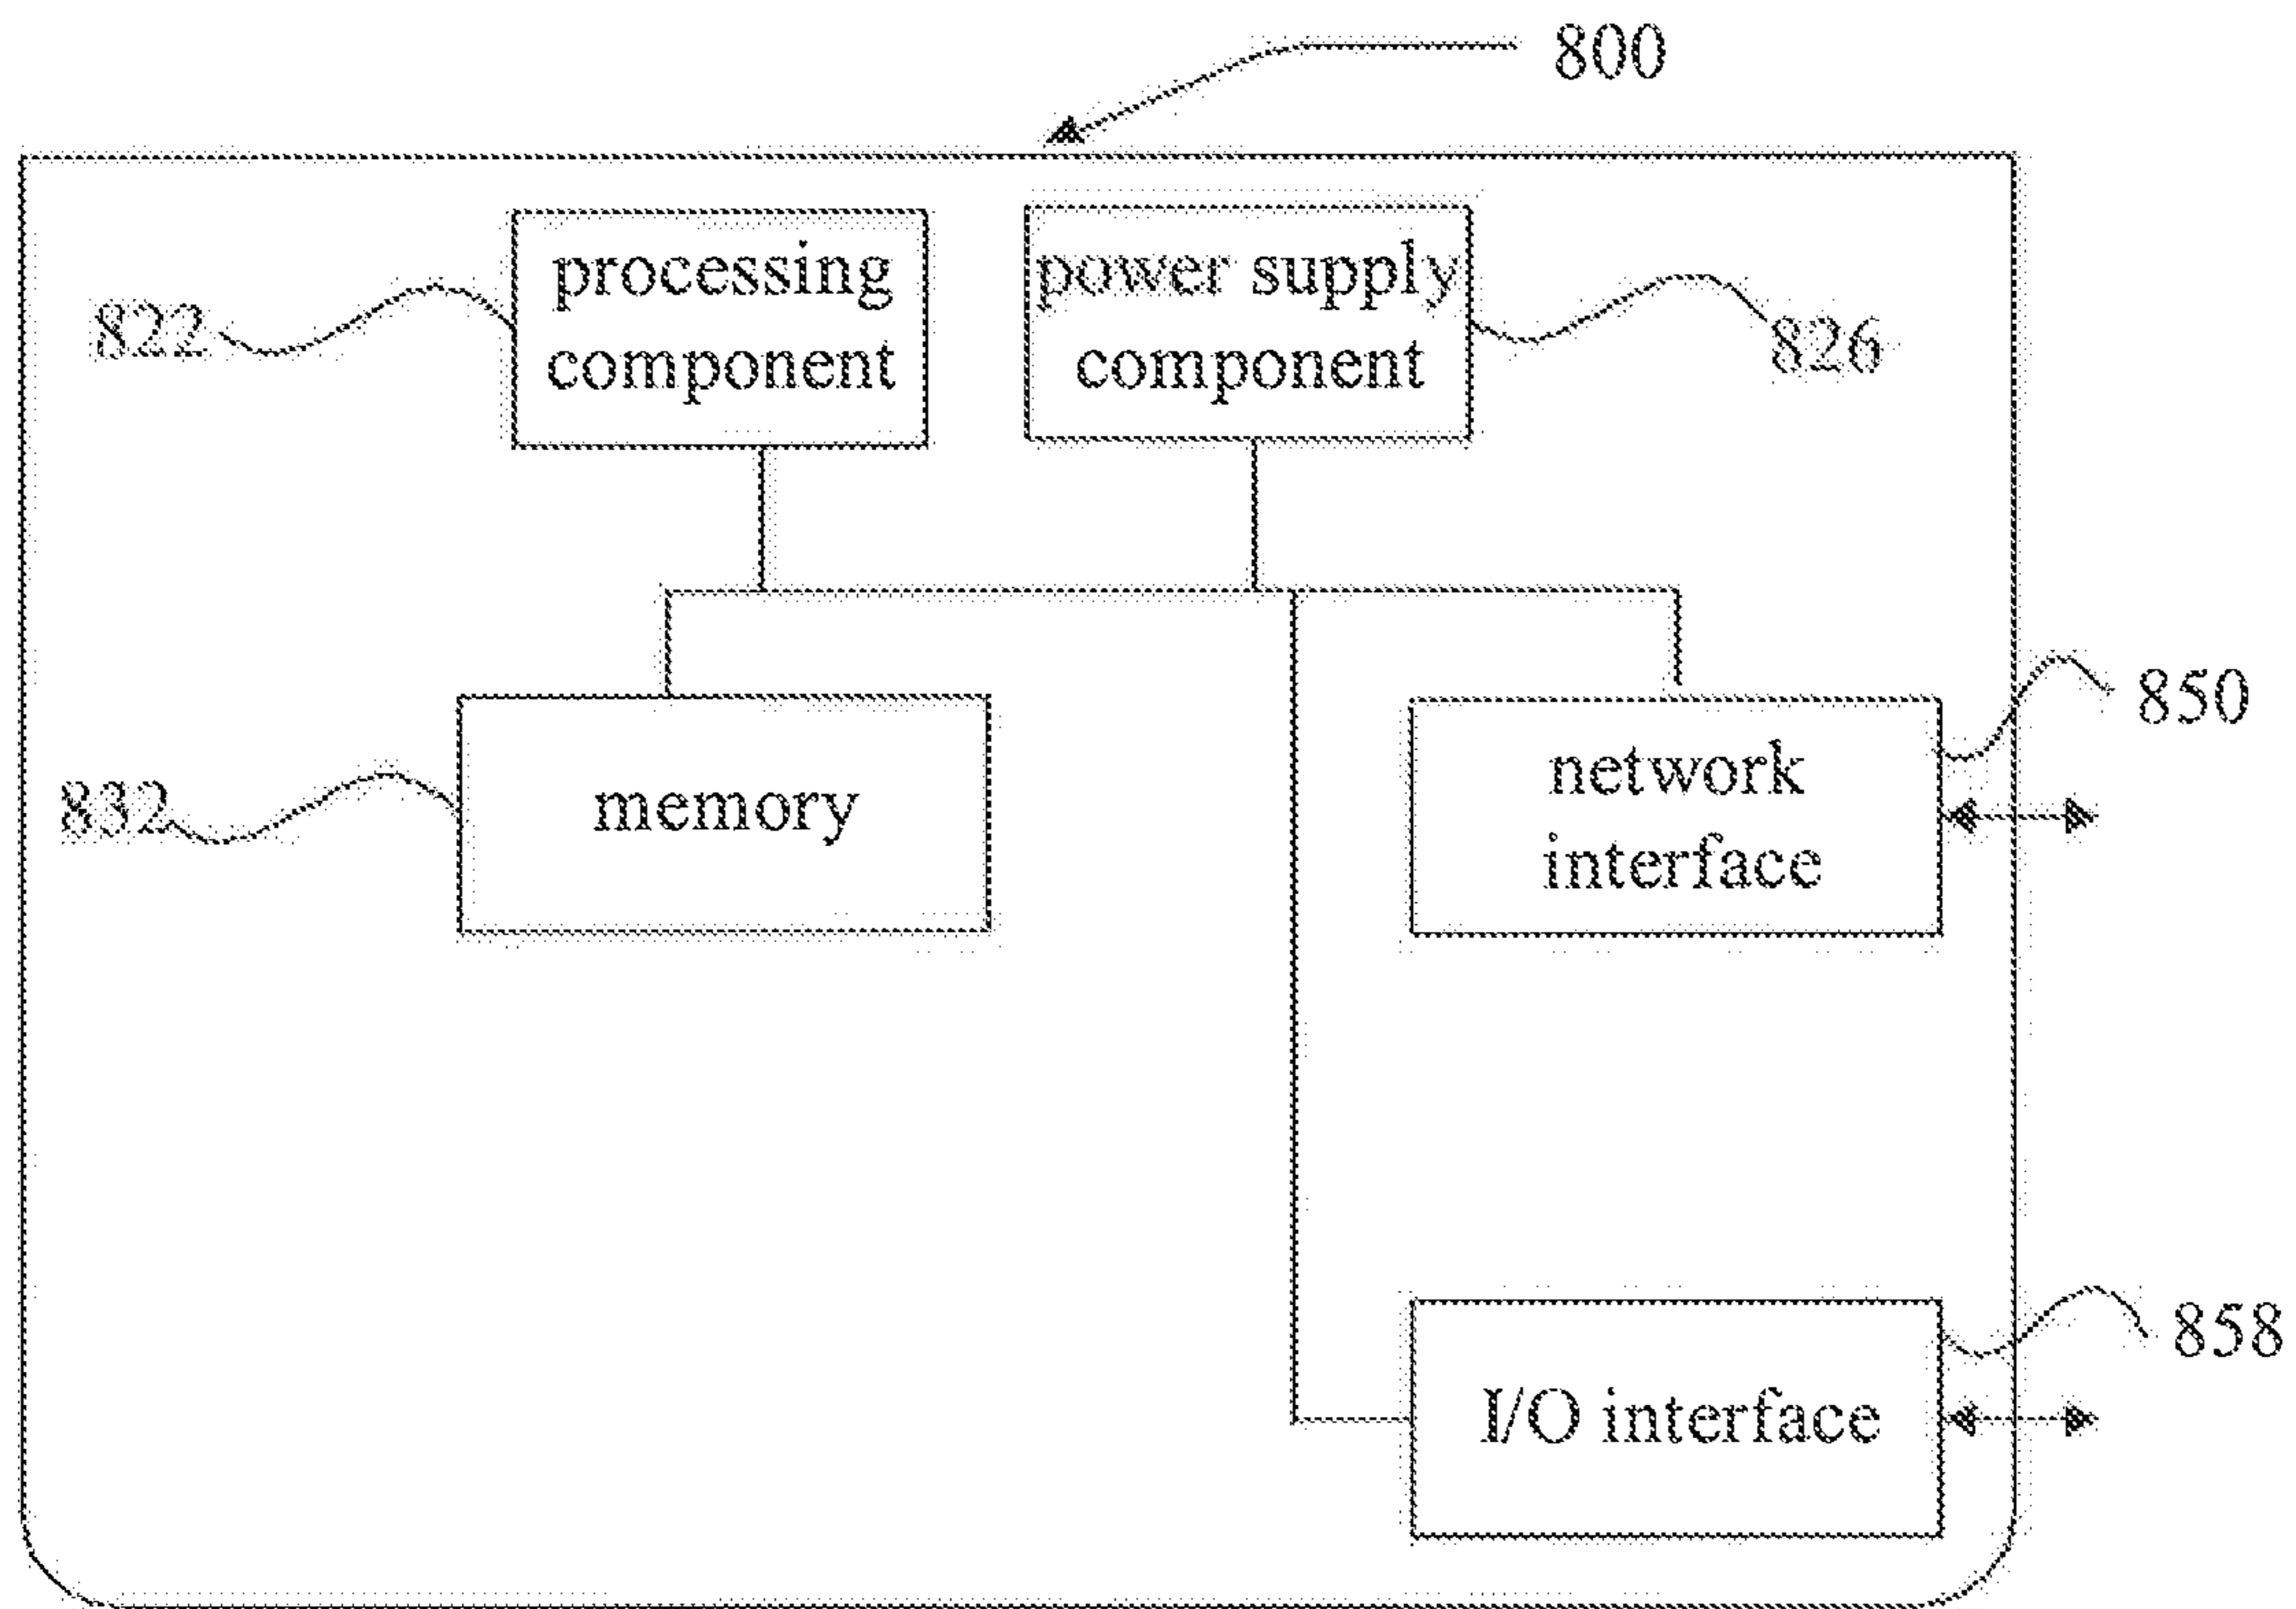 800
processing
component
power supply
component
822
826
850
network
interface
832
memory
858
I/O interface